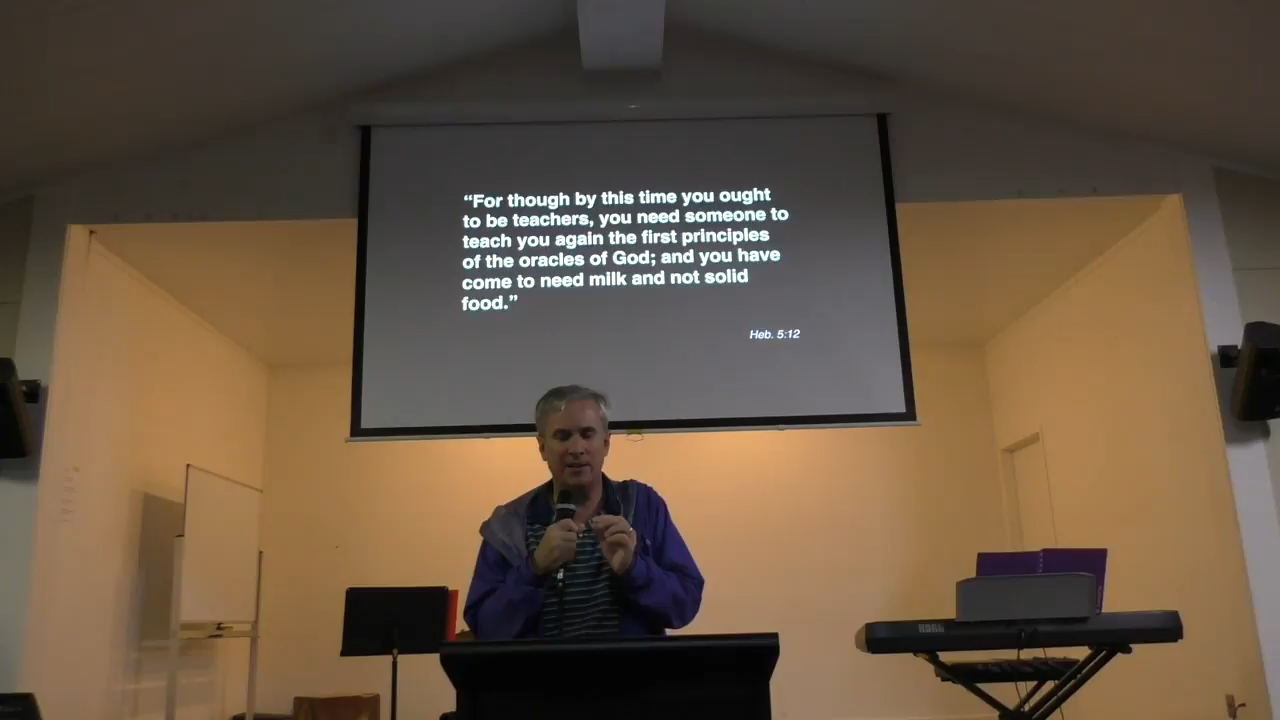 “For though by this time you ought
to be teachers, you need someone to
teach you again the first principles
of the oracles of God; and you have
come to need milk and not solid
food.”
Heb. 5:12
KORG